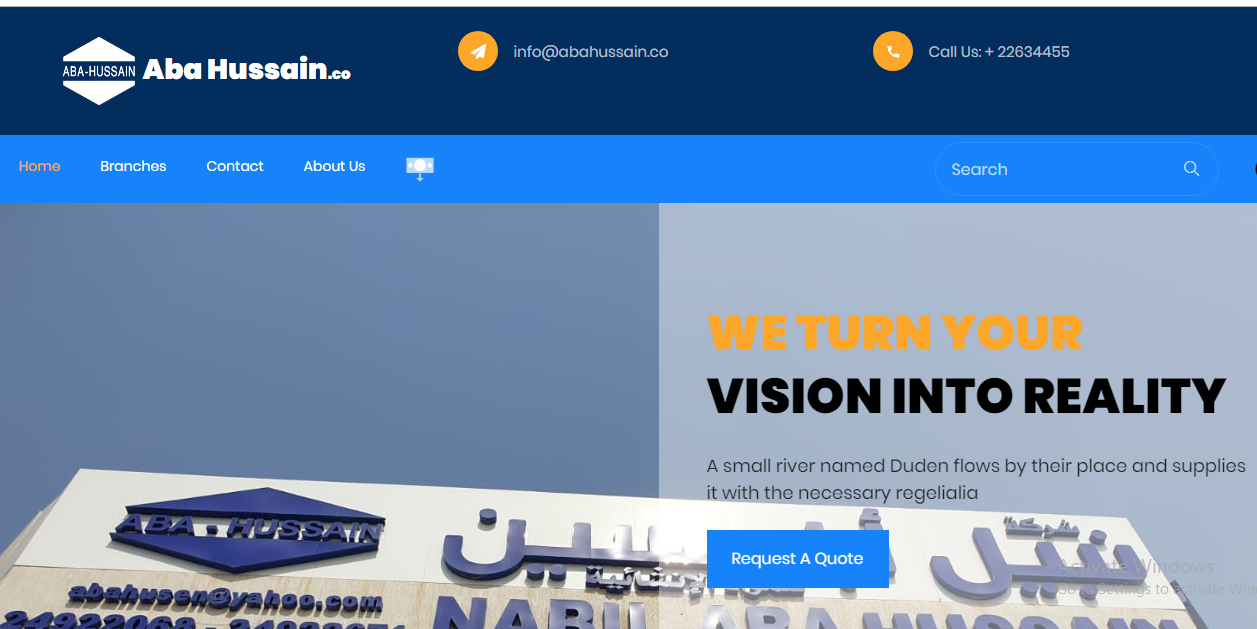 ABA-HUSSAIN
Aba Hussain.co
info@abahussain.co
Call Us: + 22634455
Home
Branches
Contact
About Us
Search
WE TURN YOUR
VISION INTO REALITY
A small river named Duden flows by their place and supplies
it with the necessary regelialia
Request A Quote
ABA - HUSSAIN
شركة
نبيل أبا حسين
الإنشائية
abahusen@yahoo.com
NABIL ABA HUSSAIN
Activate Windows
Go to Settings to activate Win